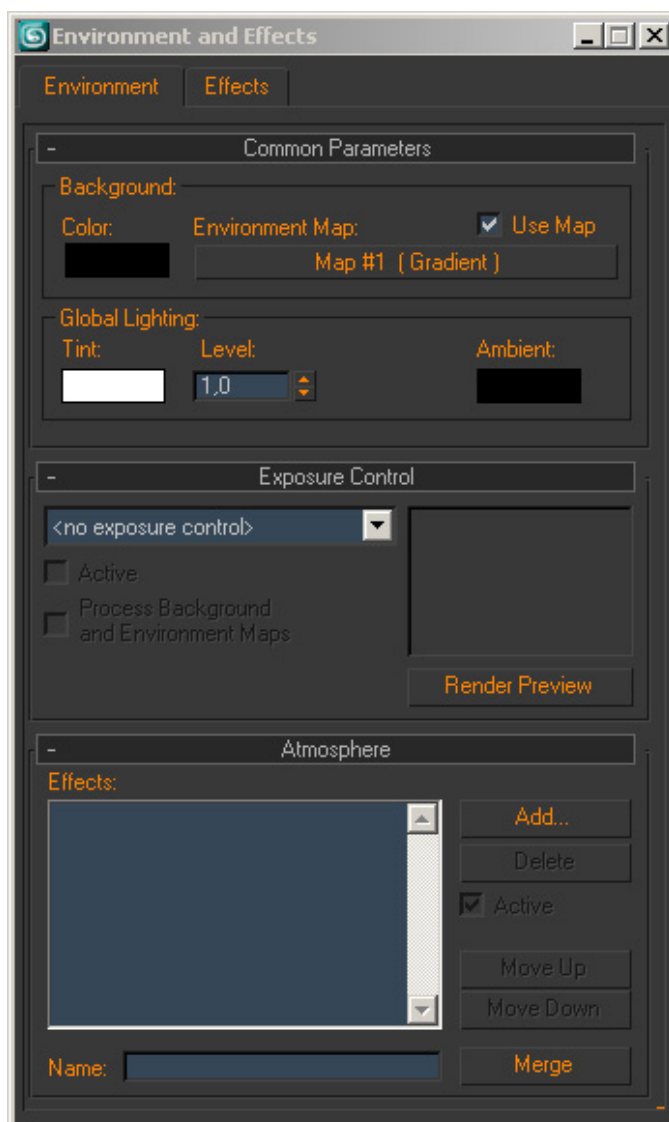 Environment and Effects
Environment Effects
- Common Parameters
Background:
Color: Environment Map: Use Map
Map #1 ( Gradient )
Global Lighting:
Tint: Level: Ambient:
1,0
- Exposure Control
<no exposure control>
Active
Process Background
and Environment Maps
Render Preview
- Atmosphere
Effects:
Add...
Delete
Active
Move Up
Move Down
Name: Merge